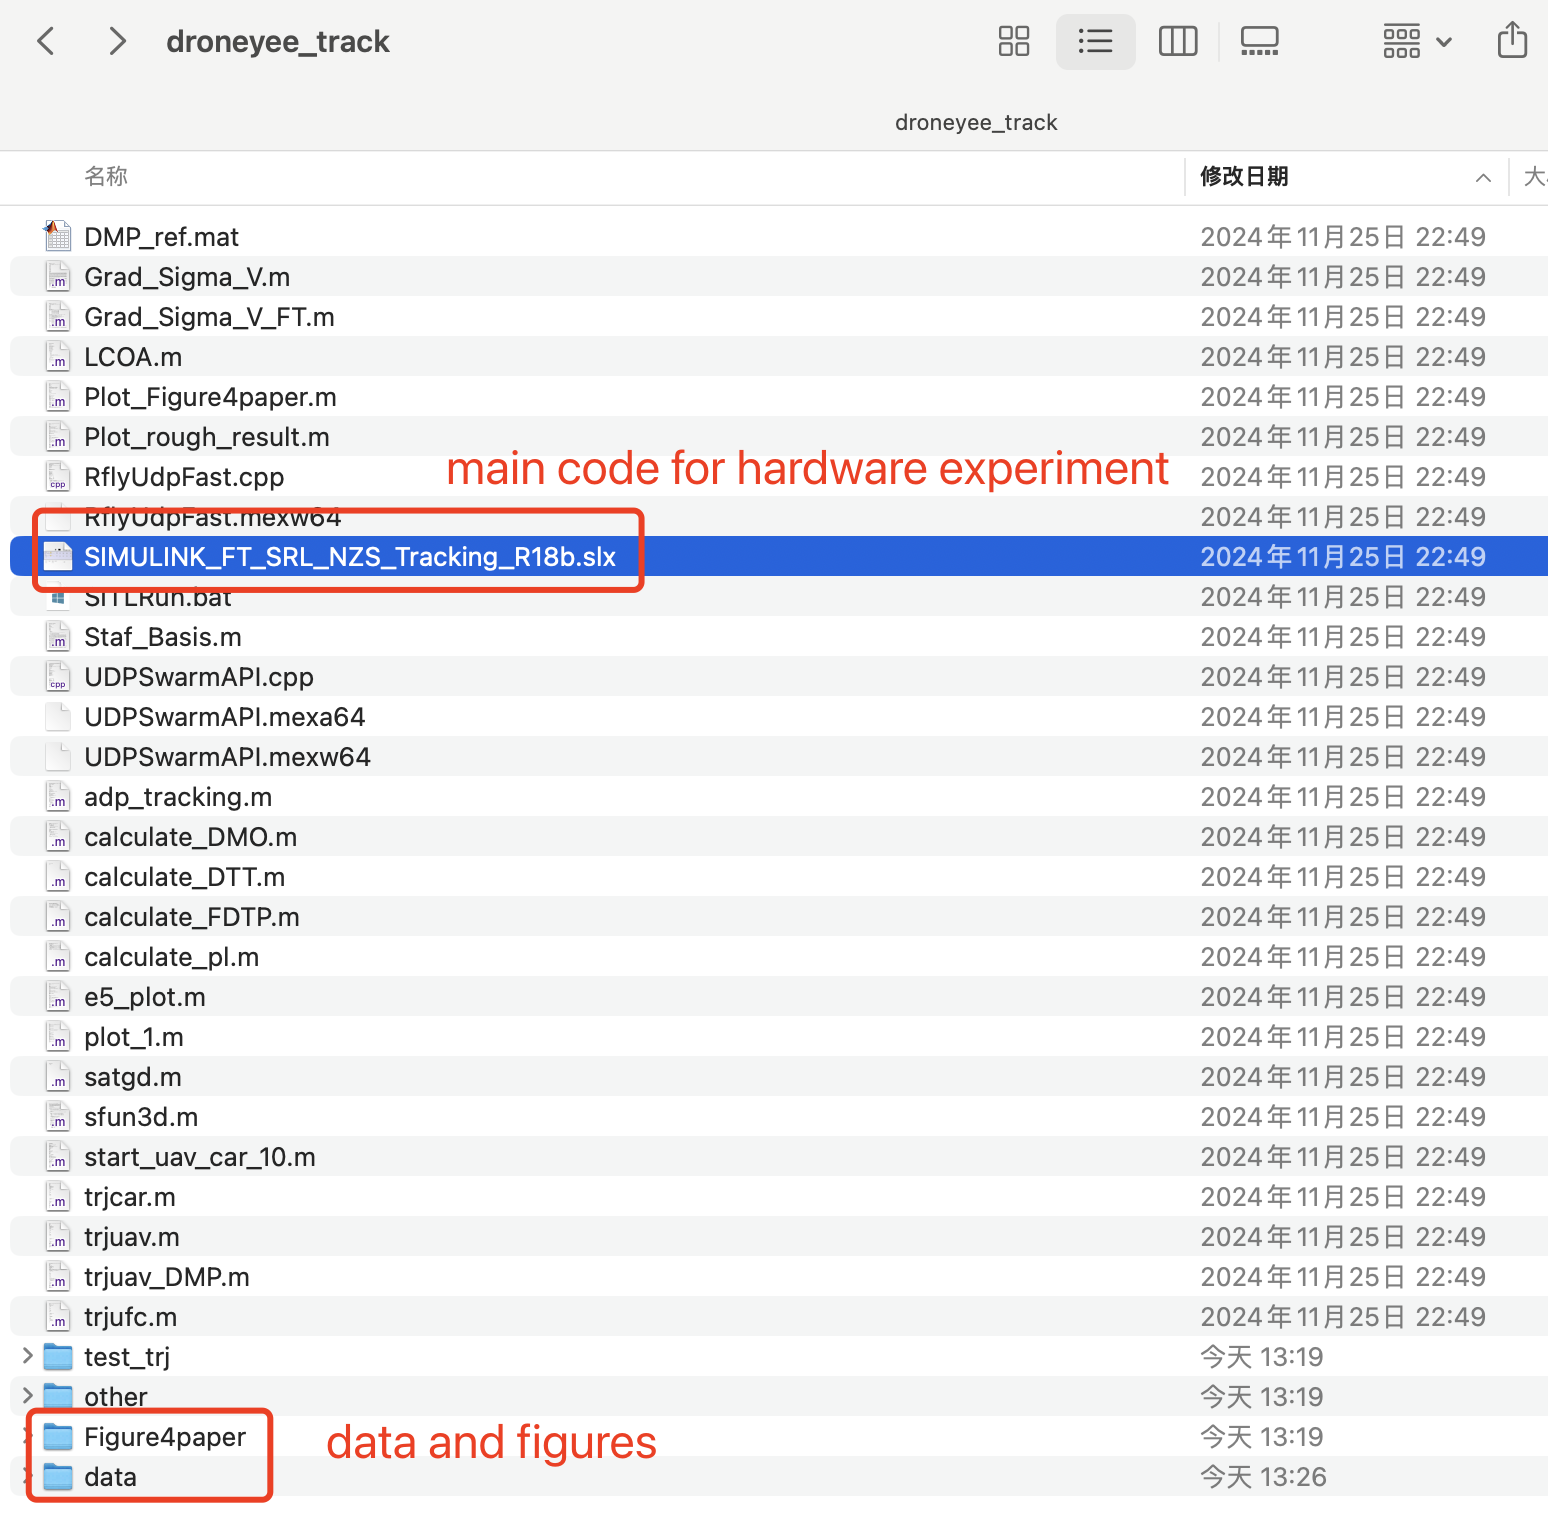 droneyee_track
droneyee_track
名称 修改日期
DMP_ref.mat 2024年11月25日 22:49
Grad_Sigma_V.m 2024年11月25日 22:49
Grad_Sigma_V_FT.m 2024年11月25日 22:49
LCOA.m 2024年11月25日 22:49
Plot_Figure4paper.m 2024年11月25日 22:49
Plot_rough_result.m 2024年11月25日 22:49
main code for hardware experiment
RflyUdpFast.cpp 2024年11月25日 22:49
RflyUdpFast.mexw64 2024年11月25日 22:49
SIMULINK_FT_SRL_NZS_Tracking_R18b.slx 2024年11月25日 22:49
SITLRun.bat 2024年11月25日 22:49
Staf_Basis.m 2024年11月25日 22:49
UDPSwarmAPI.cpp 2024年11月25日 22:49
UDPSwarmAPI.mexa64 2024年11月25日 22:49
UDPSwarmAPI.mexw64 2024年11月25日 22:49
adp_tracking.m 2024年11月25日 22:49
calculate_DMO.m 2024年11月25日 22:49
calculate_DTT.m 2024年11月25日 22:49
calculate_FDTP.m 2024年11月25日 22:49
calculate_pl.m 2024年11月25日 22:49
e5_plot.m 2024年11月25日 22:49
plot_1.m 2024年11月25日 22:49
satgd.m 2024年11月25日 22:49
sfun3d.m 2024年11月25日 22:49
start_uav_car_10.m 2024年11月25日 22:49
trjcar.m 2024年11月25日 22:49
trjuav.m 2024年11月25日 22:49
trjuav_DMP.m 2024年11月25日 22:49
trjufc.m 2024年11月25日 22:49
test_trj 今天 13:19
other 今天 13:19
Figure4paper 今天 13:19
data and figures
data 今天 13:26